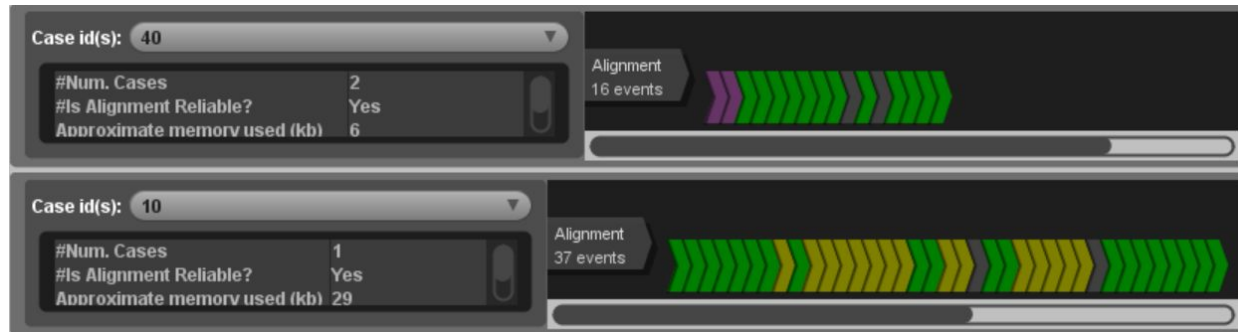 Case id(s): 40
#Num. Cases 2
#Is Alignment Reliable? Yes
Approximate memory used (kb) 6
Alignment
16 events
Case id(s): 10
#Num. Cases 1
#Is Alignment Reliable? Yes
Approximate memory used (kb) 29
Alignment
37 events